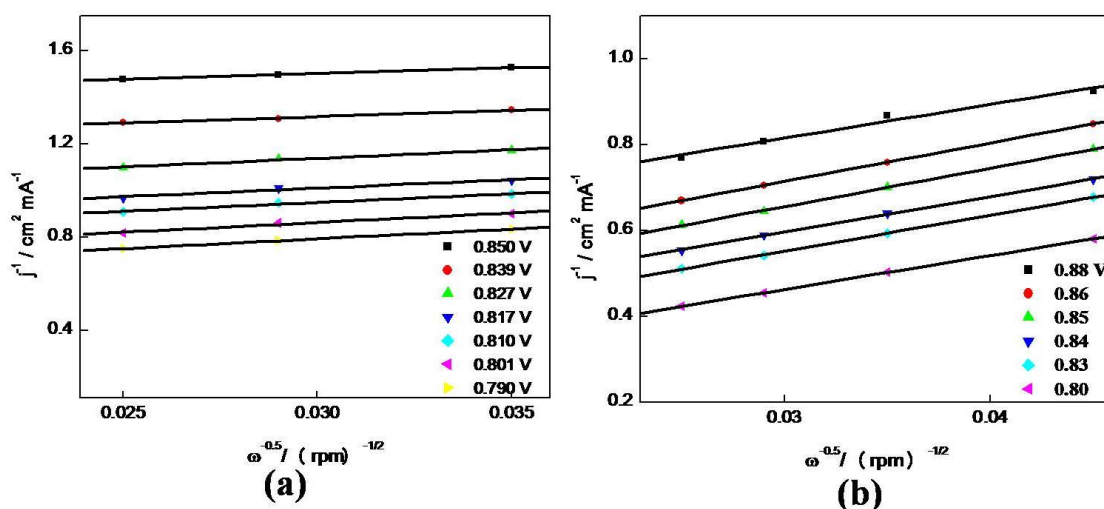 j⁻¹ / cm² mA⁻¹
1.6
1.2
0.8
0.4
0.850 V
0.839 V
0.827 V
0.817 V
0.810 V
0.801 V
0.790 V
0.025
0.030
0.035
ω⁻⁰·⁵/ (rpm) ⁻¹/²
(a)
j⁻¹ / cm² mA⁻¹
1.0
0.8
0.6
0.4
0.2
0.88 V
0.86
0.85
0.84
0.83
0.80
0.03
0.04
ω⁻⁰·⁵/ (rpm) ⁻¹/²
(b)